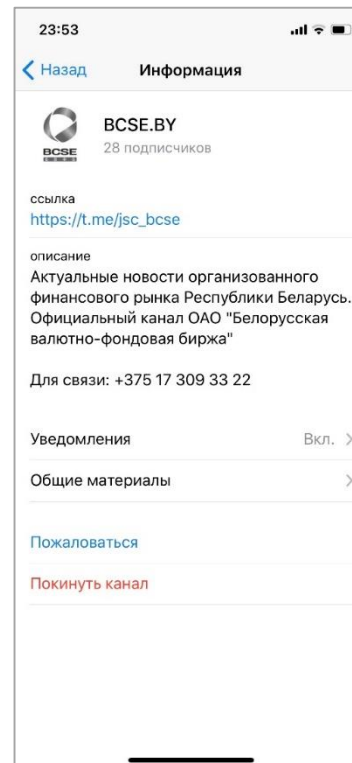 23:53
Назад
Информация
BCSE
BCSE.BY
28 подписчиков
ссылка
https://t.me/jsc_bcse
описание
Актуальные новости организованного
финансового рынка Республики Беларусь.
Официальный канал ОАО "Белорусская
валютно-фондовая биржа"
Для связи: +375 17 309 33 22
Уведомления
Вкл.
Общие материалы
Пожаловаться
Покинуть канал